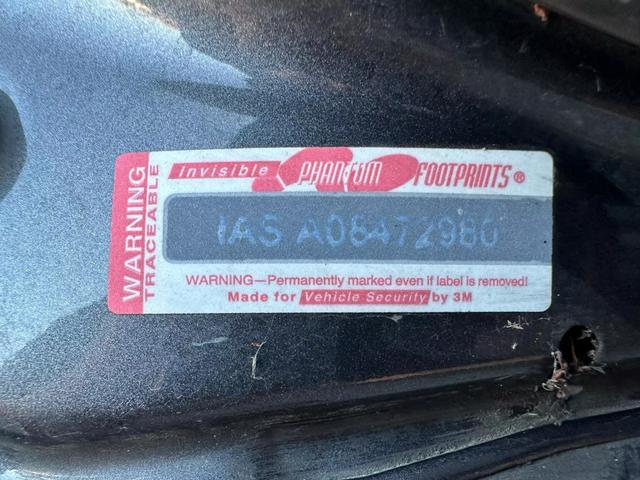 WARNING
TRACEABLE
Invisible PHANTOM FOOTPRINTS®
IAS A06472980
WARNING—Permanently marked even if label is removed!
Made for Vehicle Security by 3M